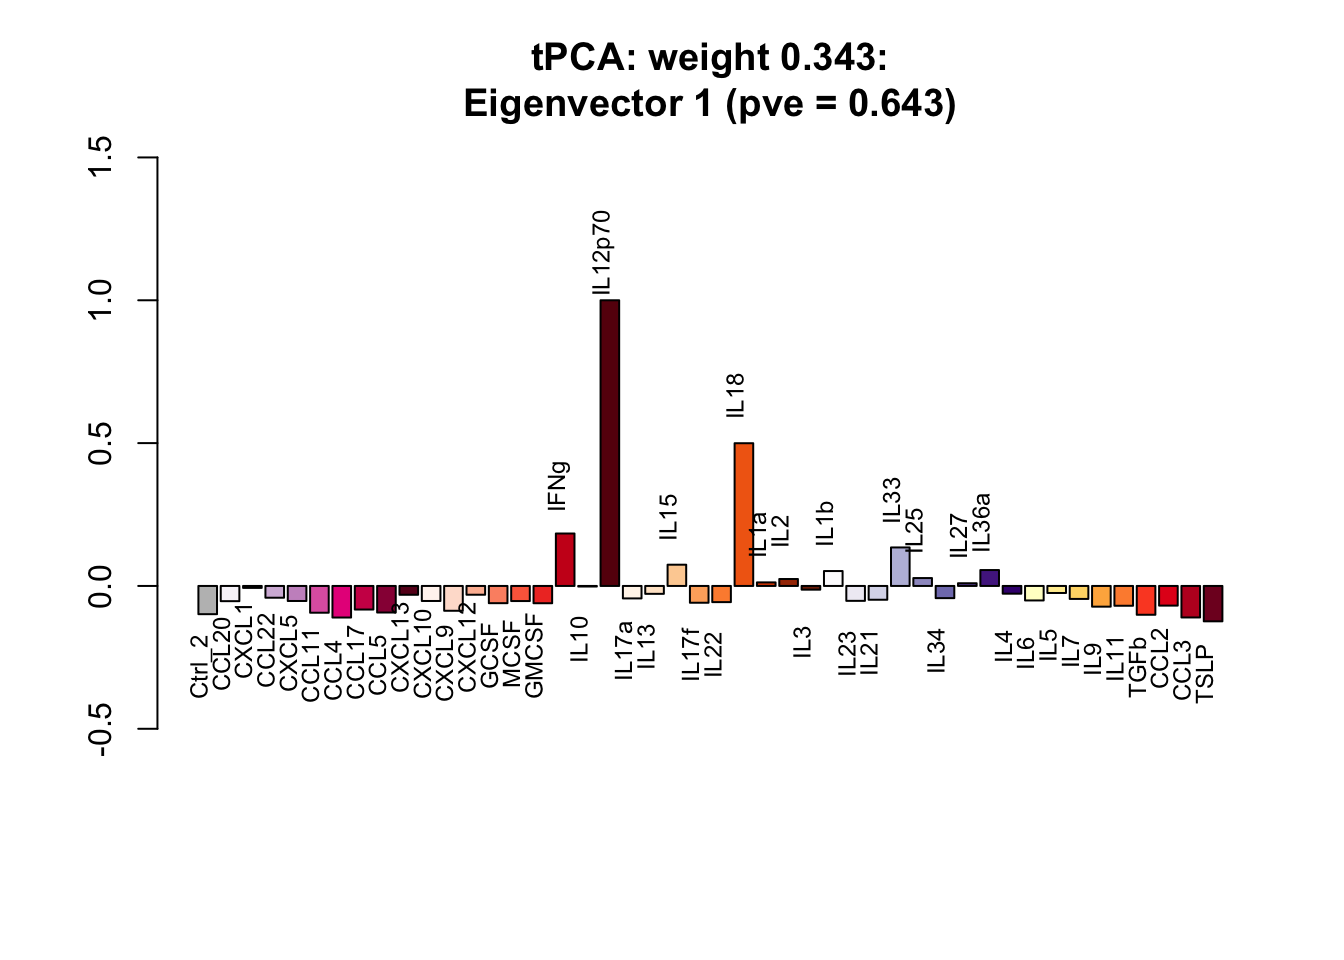 tPCA: weight 0.343:
Eigenvector 1 (pve = 0.643)
1.5
1.0
0.5
0.0
-0.5
Ctrl_2
CCL20
CXCL1
CCL22
CXCL5
CCL11
CCL4
CCL17
CCL5
CXCL13
CXCL10
CXCL9
CXCL12
GCSF
MCSF
GMCSF
IFNg
IL10
IL12p70
IL17a
IL13
IL15
IL17f
IL22
IL18
IL1a
IL2
IL3
IL1b
IL23
IL21
IL33
IL25
IL34
IL27
IL36a
IL4
IL6
IL5
IL7
IL9
IL11
TGFb
CCL2
CCL3
TSLP